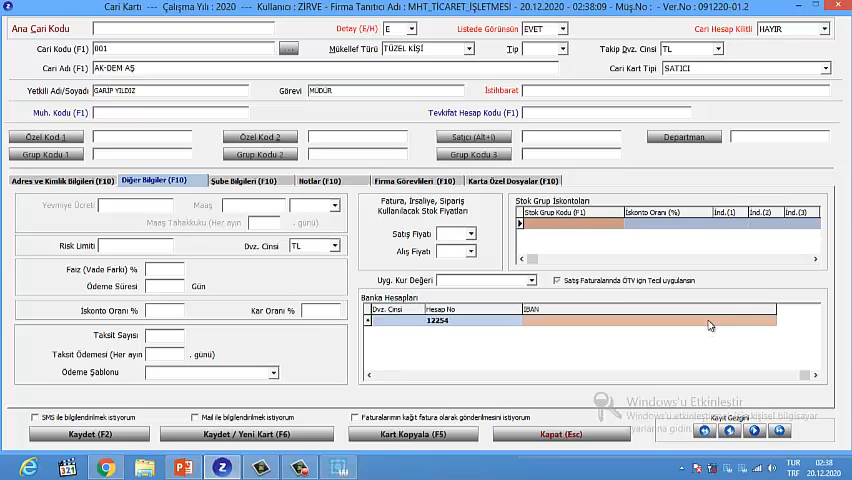 Cari Kartı - Çalışma Yılı : 2020 - Kullanıcı : ZİRVE - Firma Tanıtıcı Adı : MHT_TİCARET_İŞLETMESİ - 20.12.2020 - 02:38:09 - Müş.No : - Ver.No : 091220-01.2
Ana Cari Kodu Detay (E/H) E Listede Görünsün EVET Cari Hesap Kilitli HAYIR
Cari Kodu (F1) 001 ... Mükellef Türü TÜZEL KİŞİ Tip Takip Dvz. Cinsi TL
Cari Adı (F1) AK-DEM AŞ Cari Kart Tipi SATICI
Yetkili Adı/Soyadı GARİP YILDIZ Görevi MÜDÜR İstihbarat
Muh. Kodu (F1) Tevkifat Hesap Kodu (F1)
Özel Kod 1 Özel Kod 2 Satıcı (Alt+I) Departman
Grup Kodu 1 Grup Kodu 2 Grup Kodu 3
Adres ve Kimlik Bilgileri (F10) Diğer Bilgiler (F10) Şube Bilgileri (F10) Notlar (F10) Firma Görevlileri (F10) Karta Özel Dosyalar (F10)
Yevmiye Ücreti Maaş
Maaş Tahakkuku (Her ayın . günü)
Risk Limiti Dvz. Cinsi TL
Faiz (Vade Farkı) %
Ödeme Süresi Gün
İskonto Oranı % Kar Oranı %
Taksit Sayısı
Taksit Ödemesi (Her ayın . günü)
Ödeme Şablonu
Fatura, İrsaliye, Sipariş
Kullanılacak Stok Fiyatları
Satış Fiyatı
Alış Fiyatı
Stok Grup İskontoları
Stok Grup Kodu (F1) İskonto Oranı (%) İnd.(1) İnd.(2) İnd.(3)
Uyg. Kur Değeri Satış Faturalarında ÖTV için Tecil uygulansın
Banka Hesapları
Dvz. Cinsi Hesap No IBAN
12254
Windows'u Etkinleştir
SMS ile bilgilendirilmek istiyorum Mail ile bilgilendirilmek istiyorum Faturalarımın kağıt fatura olarak gönderilmesini istiyorum
Kayıt Gezgini
Kaydet (F2) Kaydet / Yeni Kart (F6) Kart Kopyala (F5) Kapat (Esc)
321
TUR 02:38
TRF 20.12.2020